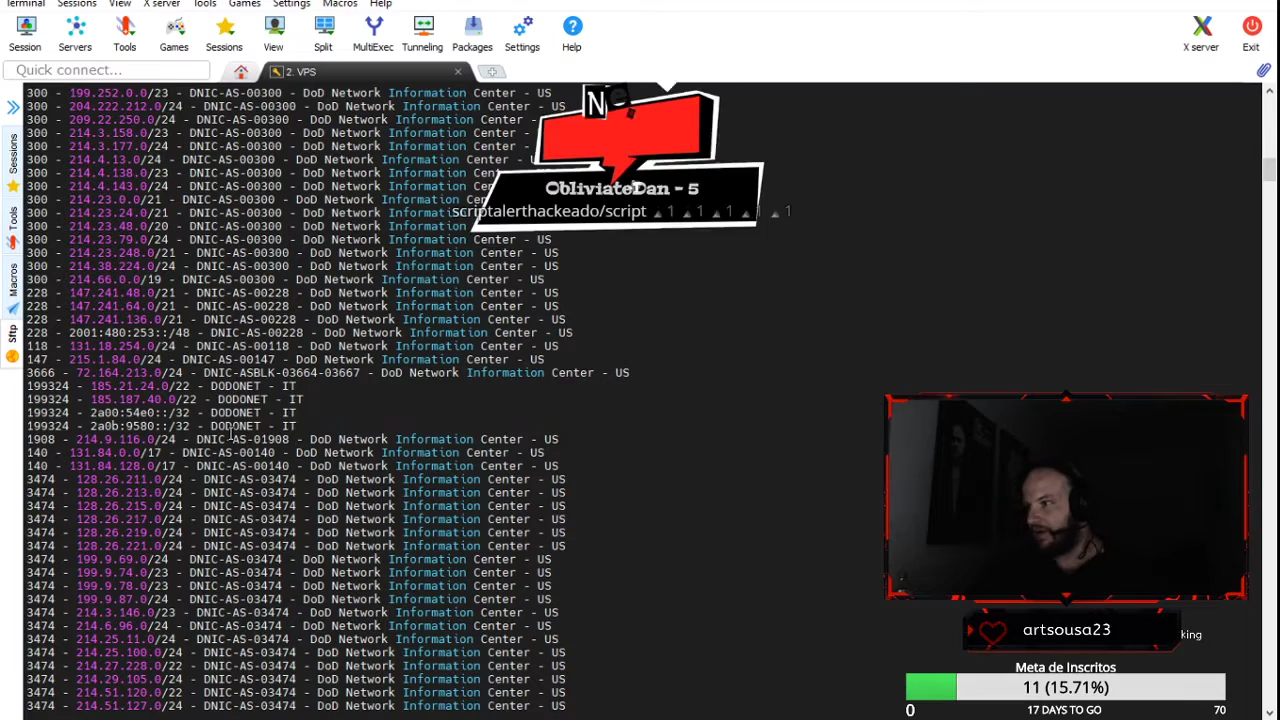 Terminal Sessions View X server Tools Games Settings Macros Help
Session Servers Tools Games Sessions View Split MultiExec Tunneling Packages Settings Help X server Exit
Quick connect...
2. VPS
Sessions
Tools
Macros
Sftp
300 - 199.252.0.0/23 - DNIC-AS-00300 - DoD Network Information Center - US
300 - 204.222.212.0/24 - DNIC-AS-00300 - DoD Network Information Center - US
300 - 209.22.250.0/24 - DNIC-AS-00300 - DoD Network Information Center -
300 - 214.3.158.0/23 - DNIC-AS-00300 - DoD Network Information Center -
300 - 214.3.177.0/24 - DNIC-AS-00300 - DoD Network Information Center -
300 - 214.4.13.0/24 - DNIC-AS-00300 - DoD Network Information Center -
300 - 214.4.138.0/23 - DNIC-AS-00300 - DoD Network Information Center
300 - 214.4.143.0/24 - DNIC-AS-00300 - DoD Network Information Cent
300 - 214.23.0.0/21 - DNIC-AS-00300 - DoD Network Information
300 - 214.23.24.0/21 - DNIC-AS-00300 - DoD Network
300 - 214.23.48.0/20 - DNIC-AS-00300 - DoD Network Information
300 - 214.23.79.0/24 - DNIC-AS-00300 - DoD Network Information Center - US
300 - 214.23.248.0/21 - DNIC-AS-00300 - DoD Network Information Center - US
300 - 214.38.224.0/24 - DNIC-AS-00300 - DoD Network Information Center - US
300 - 214.66.0.0/19 - DNIC-AS-00300 - DoD Network Information Center - US
228 - 147.241.48.0/21 - DNIC-AS-00228 - DoD Network Information Center - US
228 - 147.241.64.0/21 - DNIC-AS-00228 - DoD Network Information Center - US
228 - 147.241.136.0/21 - DNIC-AS-00228 - DoD Network Information Center - US
228 - 2001:480:253::/48 - DNIC-AS-00228 - DoD Network Information Center - US
118 - 131.18.254.0/24 - DNIC-AS-00118 - DoD Network Information Center - US
147 - 215.1.84.0/24 - DNIC-AS-00147 - DoD Network Information Center - US
3666 - 72.164.213.0/24 - DNIC-ASBLK-03664-03667 - DoD Network Information Center - US
199324 - 185.21.24.0/22 - DODONET - IT
199324 - 185.187.40.0/22 - DODONET - IT
199324 - 2a00:54e0::/32 - DODONET - IT
199324 - 2a0b:9580::/32 - DODONET - IT
1908 - 214.9.116.0/24 - DNIC-AS-01908 - DoD Network Information Center - US
140 - 131.84.0.0/17 - DNIC-AS-00140 - DoD Network Information Center - US
140 - 131.84.128.0/17 - DNIC-AS-00140 - DoD Network Information Center - US
3474 - 128.26.211.0/24 - DNIC-AS-03474 - DoD Network Information Center - US
3474 - 128.26.213.0/24 - DNIC-AS-03474 - DoD Network Information Center - US
3474 - 128.26.215.0/24 - DNIC-AS-03474 - DoD Network Information Center - US
3474 - 128.26.217.0/24 - DNIC-AS-03474 - DoD Network Information Center - US
3474 - 128.26.219.0/24 - DNIC-AS-03474 - DoD Network Information Center - US
3474 - 128.26.221.0/24 - DNIC-AS-03474 - DoD Network Information Center - US
3474 - 199.9.69.0/24 - DNIC-AS-03474 - DoD Network Information Center - US
3474 - 199.9.74.0/23 - DNIC-AS-03474 - DoD Network Information Center - US
3474 - 199.9.78.0/23 - DNIC-AS-03474 - DoD Network Information Center - US
3474 - 199.9.87.0/24 - DNIC-AS-03474 - DoD Network Information Center - US
3474 - 214.3.146.0/23 - DNIC-AS-03474 - DoD Network Information Center - US
3474 - 214.6.96.0/24 - DNIC-AS-03474 - DoD Network Information Center - US
3474 - 214.25.11.0/24 - DNIC-AS-03474 - DoD Network Information Center - US
3474 - 214.25.100.0/24 - DNIC-AS-03474 - DoD Network Information Center - US
3474 - 214.27.228.0/22 - DNIC-AS-03474 - DoD Network Information Center - US
3474 - 214.29.105.0/24 - DNIC-AS-03474 - DoD Network Information Center - US
3474 - 214.51.120.0/22 - DNIC-AS-03474 - DoD Network Information Center - US
3474 - 214.51.127.0/24 - DNIC-AS-03474 - DoD Network Information Center - US
Ne
ObliviateDan - 5
scriptalerthackeado/script 1 1 1 1 1
artsousa23
king
Meta de Inscritos
11 (15.71%)
0 17 DAYS TO GO 70